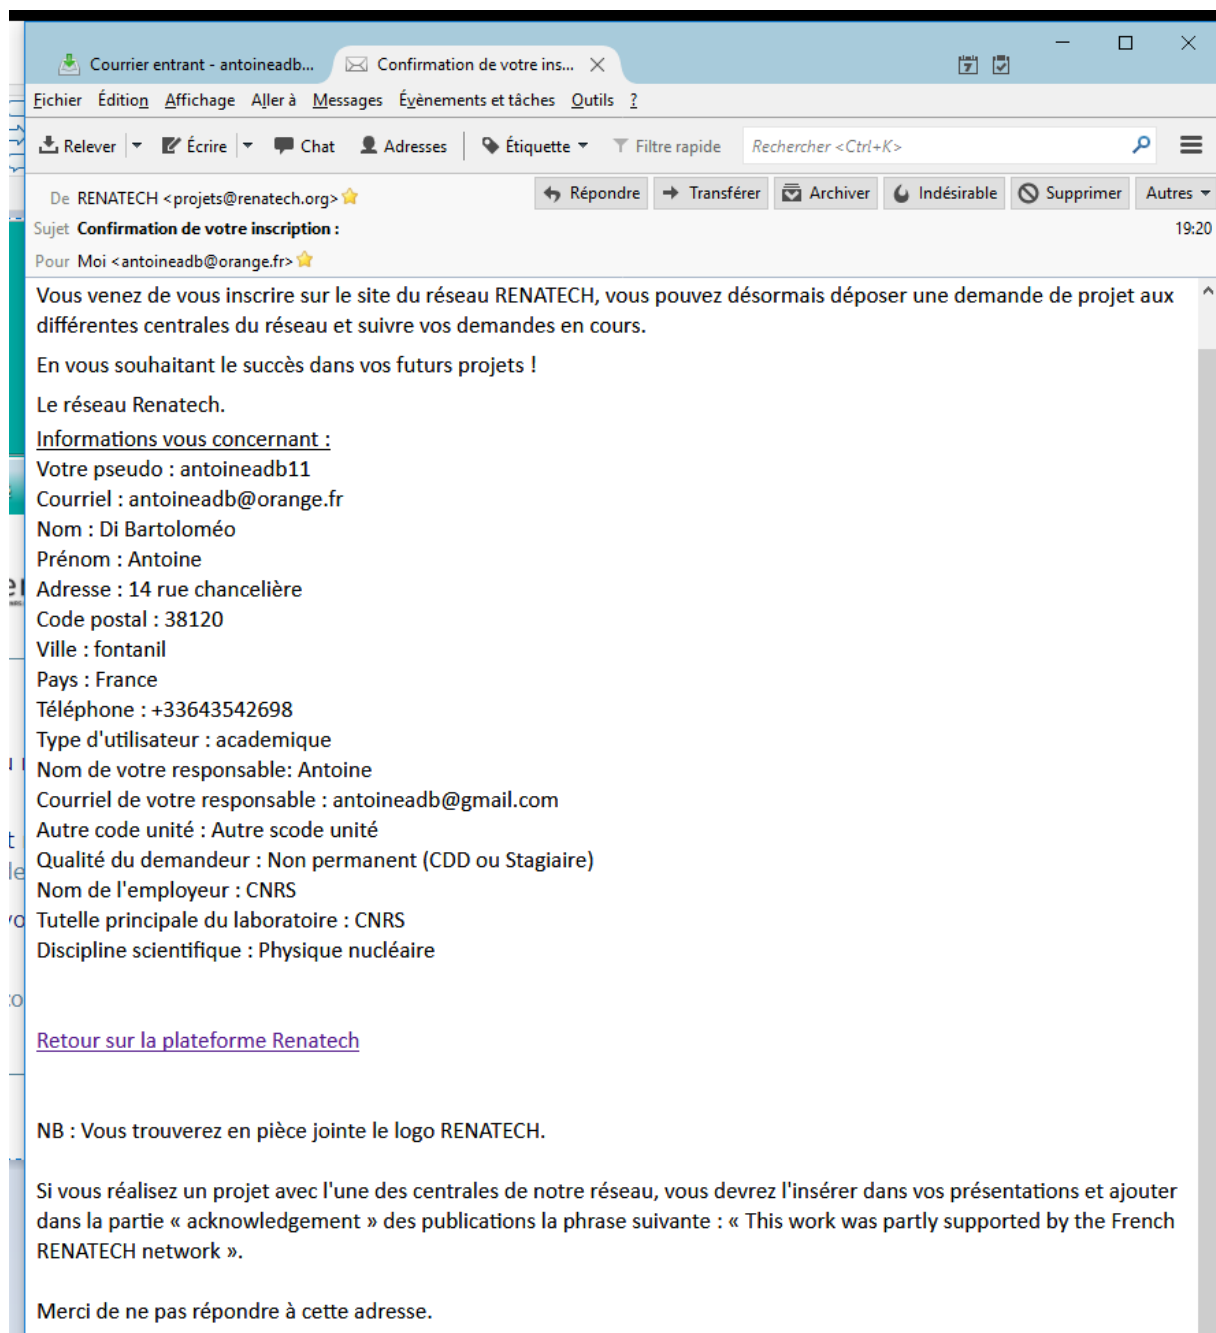 Courrier entrant - antoineadb...
Confirmation de votre ins...
Fichier Édition Affichage Aller à Messages Évènements et tâches Outils ?
Relever Écrire Chat Adresses Étiquette Filtre rapide Rechercher <Ctrl+K>
De RENATECH <projets@renatech.org> Répondre Transférer Archiver Indésirable Supprimer Autres
Sujet Confirmation de votre inscription : 19:20
Pour Moi <antoineadb@orange.fr>
Vous venez de vous inscrire sur le site du réseau RENATECH, vous pouvez désormais déposer une demande de projet aux
différentes centrales du réseau et suivre vos demandes en cours.
En vous souhaitant le succès dans vos futurs projets !
Le réseau Renatech.
Informations vous concernant :
Votre pseudo : antoineadb11
Courriel : antoineadb@orange.fr
Nom : Di Bartoloméo
Prénom : Antoine
Adresse : 14 rue chancelière
Code postal : 38120
Ville : fontanil
Pays : France
Téléphone : +33643542698
Type d'utilisateur : academique
Nom de votre responsable: Antoine
Courriel de votre responsable : antoineadb@gmail.com
Autre code unité : Autre scode unité
Qualité du demandeur : Non permanent (CDD ou Stagiaire)
Nom de l'employeur : CNRS
Tutelle principale du laboratoire : CNRS
Discipline scientifique : Physique nucléaire
Retour sur la plateforme Renatech
NB : Vous trouverez en pièce jointe le logo RENATECH.
Si vous réalisez un projet avec l'une des centrales de notre réseau, vous devrez l'insérer dans vos présentations et ajouter
dans la partie « acknowledgement » des publications la phrase suivante : « This work was partly supported by the French
RENATECH network ».
Merci de ne pas répondre à cette adresse.